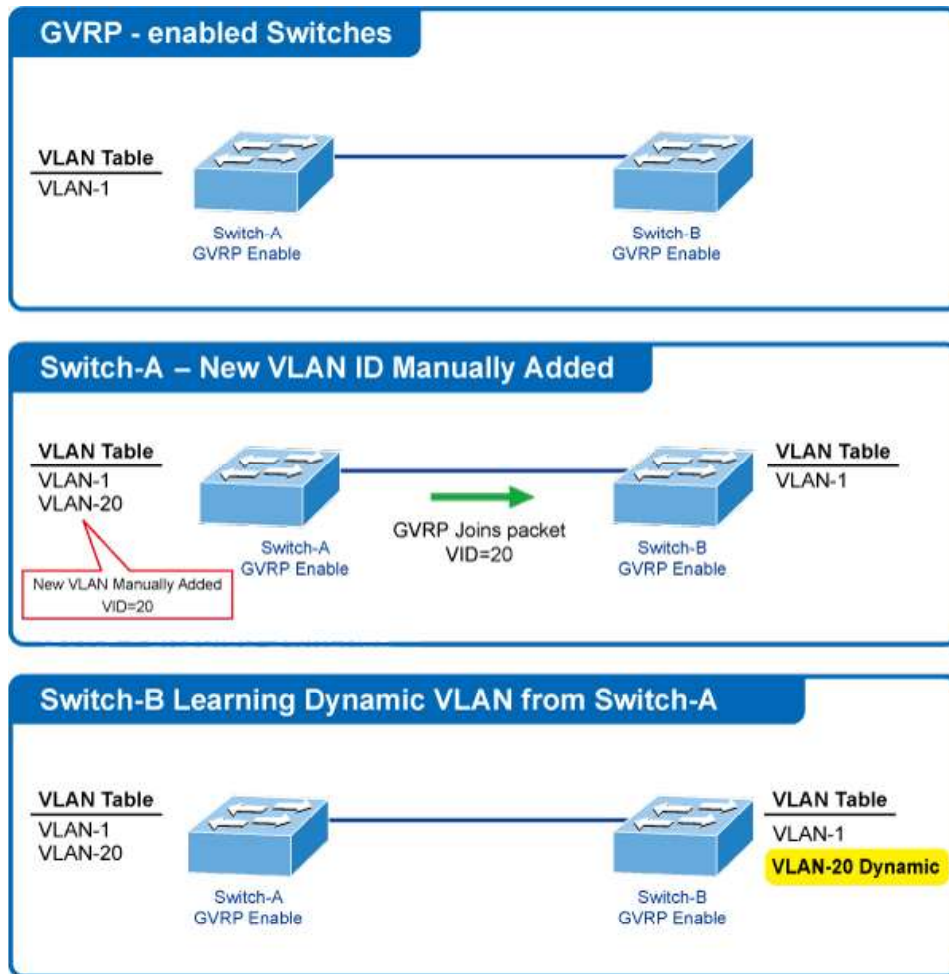 GVRP - enabled Switches
VLAN Table
VLAN-1
Switch-A
GVRP Enable
Switch-B
GVRP Enable
Switch-A – New VLAN ID Manually Added
VLAN Table
VLAN-1
VLAN-20
New VLAN Manually Added
VID=20
Switch-A
GVRP Enable
GVRP Joins packet
VID=20
Switch-B
GVRP Enable
VLAN Table
VLAN-1
Switch-B Learning Dynamic VLAN from Switch-A
VLAN Table
VLAN-1
VLAN-20
Switch-A
GVRP Enable
Switch-B
GVRP Enable
VLAN Table
VLAN-1
VLAN-20 Dynamic